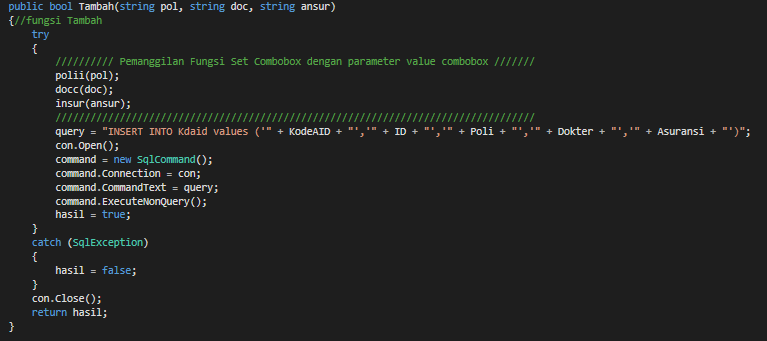 public bool Tambah(string pol, string doc, string ansur)
{//fungsi Tambah
try
{
////////// Pemanggilan Fungsi Set Combobox dengan parameter value combobox ///////
polii(pol);
docc(doc);
insur(ansur);
//////////////////////////////////////////////////////////////////////////////////
query = "INSERT INTO Kdaid values ('" + KodeAID + "','" + ID + "','" + Poli + "','" + Dokter + "','" + Asuransi + "')";
con.Open();
command = new SqlCommand();
command.Connection = con;
command.CommandText = query;
command.ExecuteNonQuery();
hasil = true;
}
catch (SqlException)
{
hasil = false;
}
con.Close();
return hasil;
}